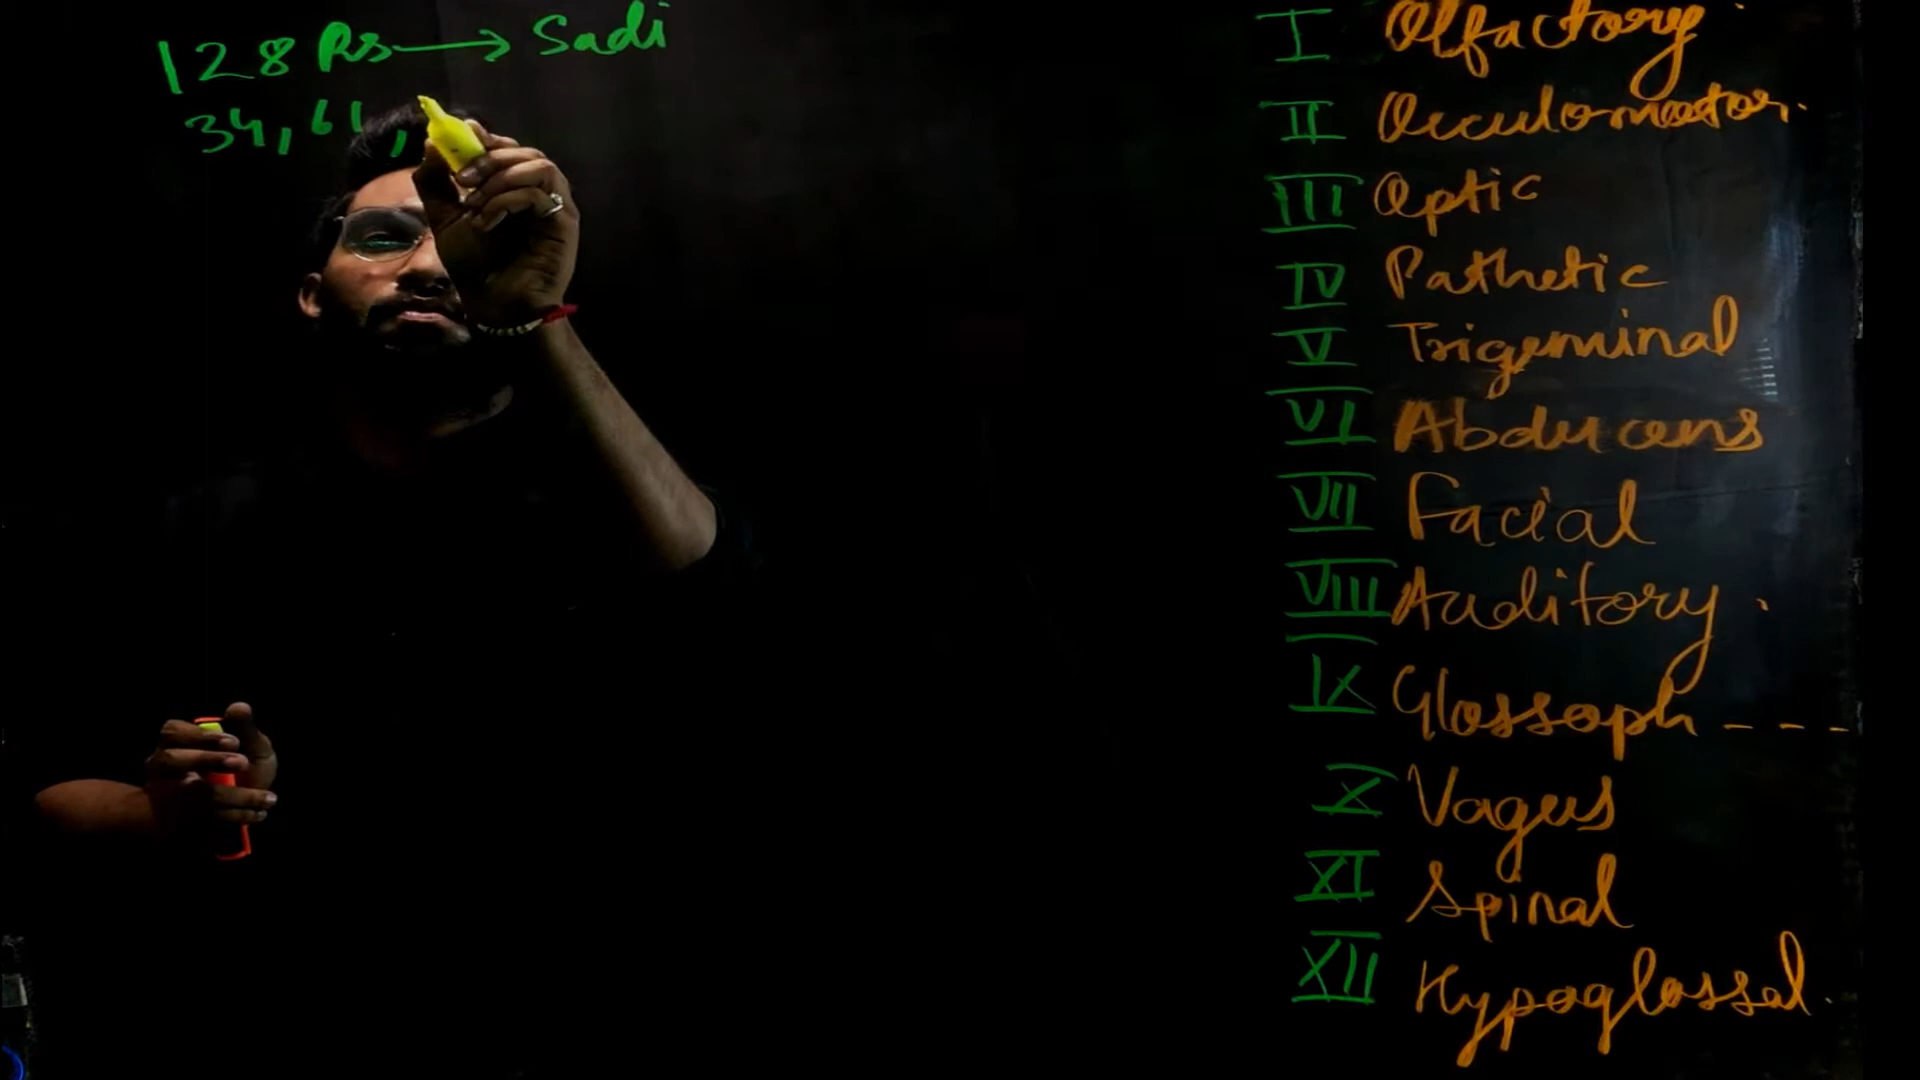 128 Rs → Sadi
34, 61,
I Olfactory
II Occulomotor
III Optic
IV Pathetic
V Trigeminal
VI Abducens
VII Facial
VIII Auditory
IX Glossoph - - -
X Vagus
XI Spinal
XII Hypoglossal